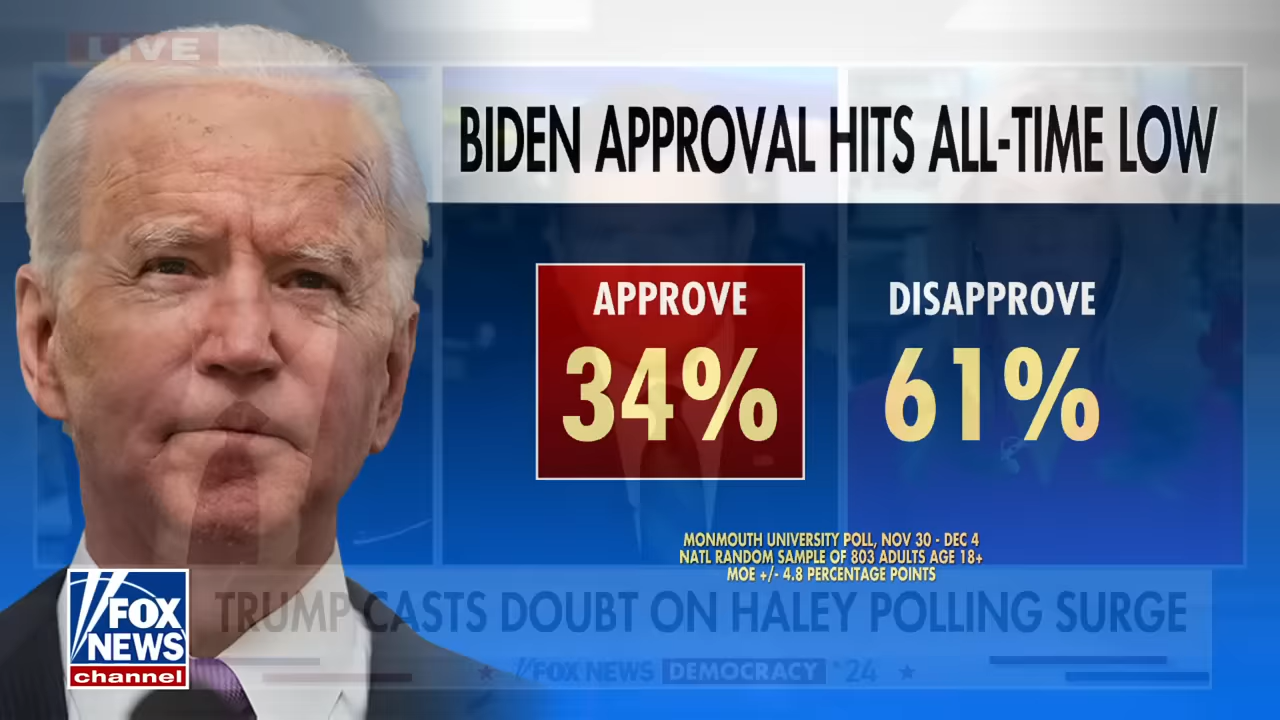 LIVE
BIDEN APPROVAL HITS ALL-TIME LOW
APPROVE
DISAPPROVE
34%
61%
MONMOUTH UNIVERSITY POLL, NOV 30 - DEC 4
NATL RANDOM SAMPLE OF 803 ADULTS AGE 18+
MOE +/- 4.8 PERCENTAGE POINTS
TRUMP CASTS DOUBT ON HALEY POLLING SURGE
FOX NEWS DEMOCRACY '24
FOX
NEWS
channel